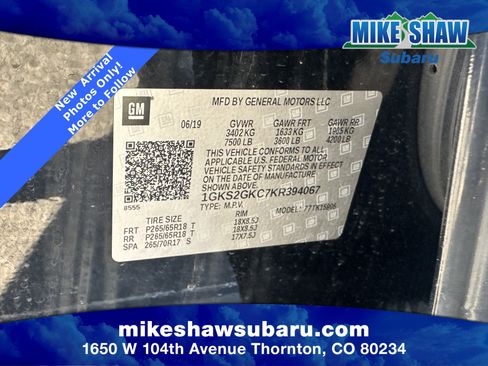 New Arrival
Photos Only!
More to Follow
MIKE SHAW
Subaru
GM
MFD BY GENERAL MOTORS LLC
06/19 GVWR GAWR FRT GAWR RR
3402 KG 1633 KG 1905 KG
7500 LB 3600 LB 4200 LB
THIS VEHICLE CONFORMS TO ALL
APPLICABLE U.S. FEDERAL MOTOR
VEHICLE SAFETY STANDARDS IN
EFFECT ON THE DATE OF
MANUFACTURE SHOWN ABOVE.
1GKS2GKC7KR394067
8555 TYPE: M.P.V. MODEL:
TIRE SIZE RIM
FRT P265/65R18 T 18X8.5J
RR P265/65R18 T 18X8.5J
SPA 265/70R17 S 17X7.5J
mikeshawsubaru.com
1650 W 104th Avenue Thornton, CO 80234